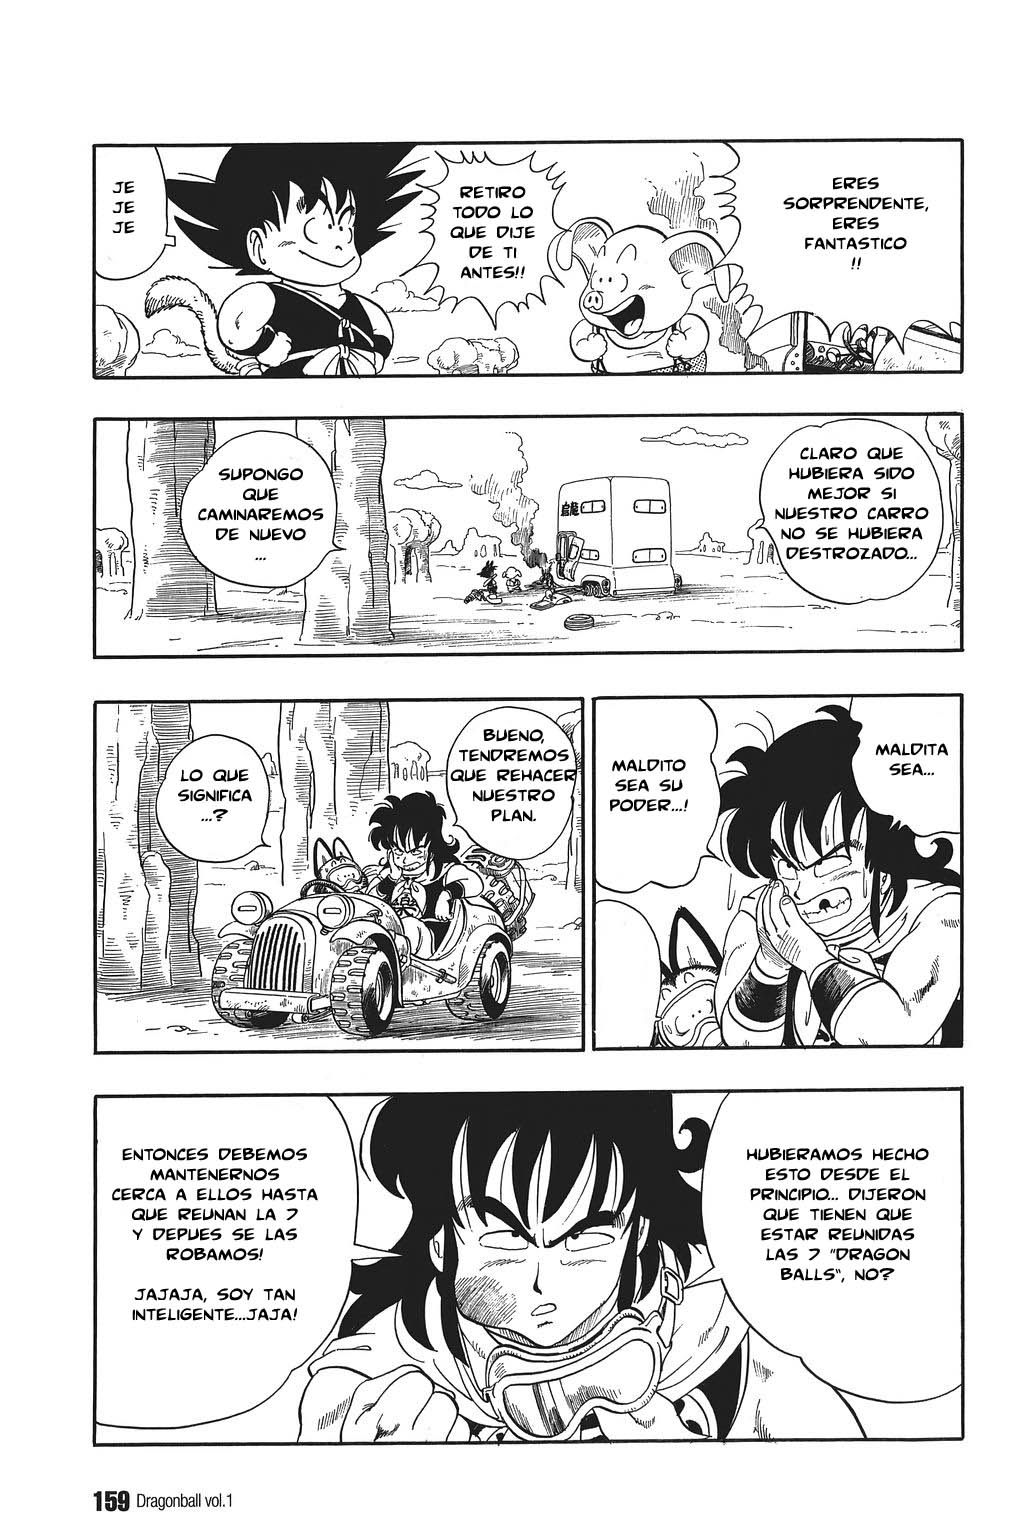 ERES
SORPRENDENTE,
ERES
FANTASTICO
!!
RETIRO
TODO LO
QUE DIJE
DE TI
ANTES!!
JE
JE
JE
CLARO QUE
HUBIERA SIDO
MEJOR SI
NUESTRO CARRO
NO SE HUBIERA
DESTROZADO...
烏龍
SUPONGO
QUE
CAMINAREMOS
DE NUEVO
...
MALDITA
SEA...
MALDITO
SEA SU
PODER...!
BUENO,
TENDREMOS
QUE REHACER
NUESTRO
PLAN.
LO QUE
SIGNIFICA
...?
HUBIERAMOS HECHO
ESTO DESDE EL
PRINCIPIO... DIJERON
QUE TIENEN QUE
ESTAR REUNIDAS
LAS 7 "DRAGON
BALLS", NO?
ENTONCES DEBEMOS
MANTENERNOS
CERCA A ELLOS HASTA
QUE REUNAN LA 7
Y DEPUES SE LAS
ROBAMOS!
JAJAJA, SOY TAN
INTELIGENTE...JAJA!
159 Dragonball vol.1